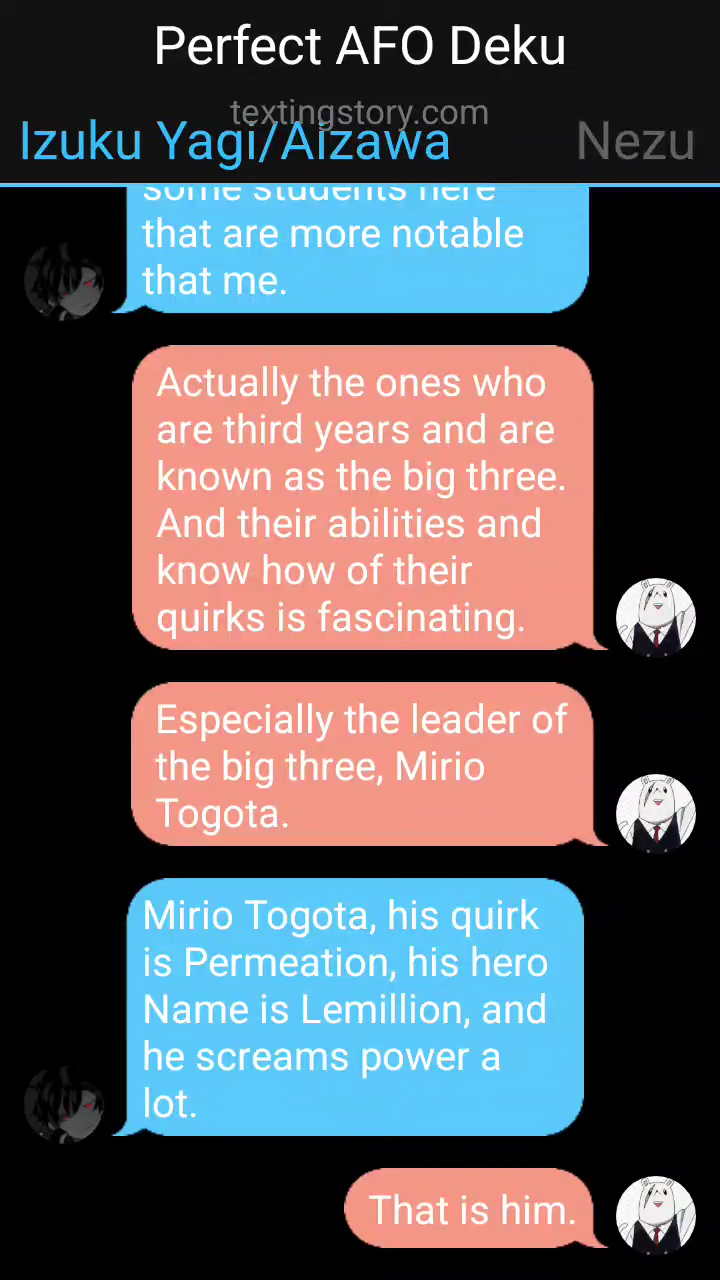 Perfect AFO Deku
textingstory.com
Izuku Yagi/Aizawa
Nezu
some students here
that are more notable
that me.
Actually the ones who
are third years and are
known as the big three.
And their abilities and
know how of their
quirks is fascinating.
Especially the leader of
the big three, Mirio
Togota.
Mirio Togota, his quirk
is Permeation, his hero
Name is Lemillion, and
he screams power a
lot.
That is him.